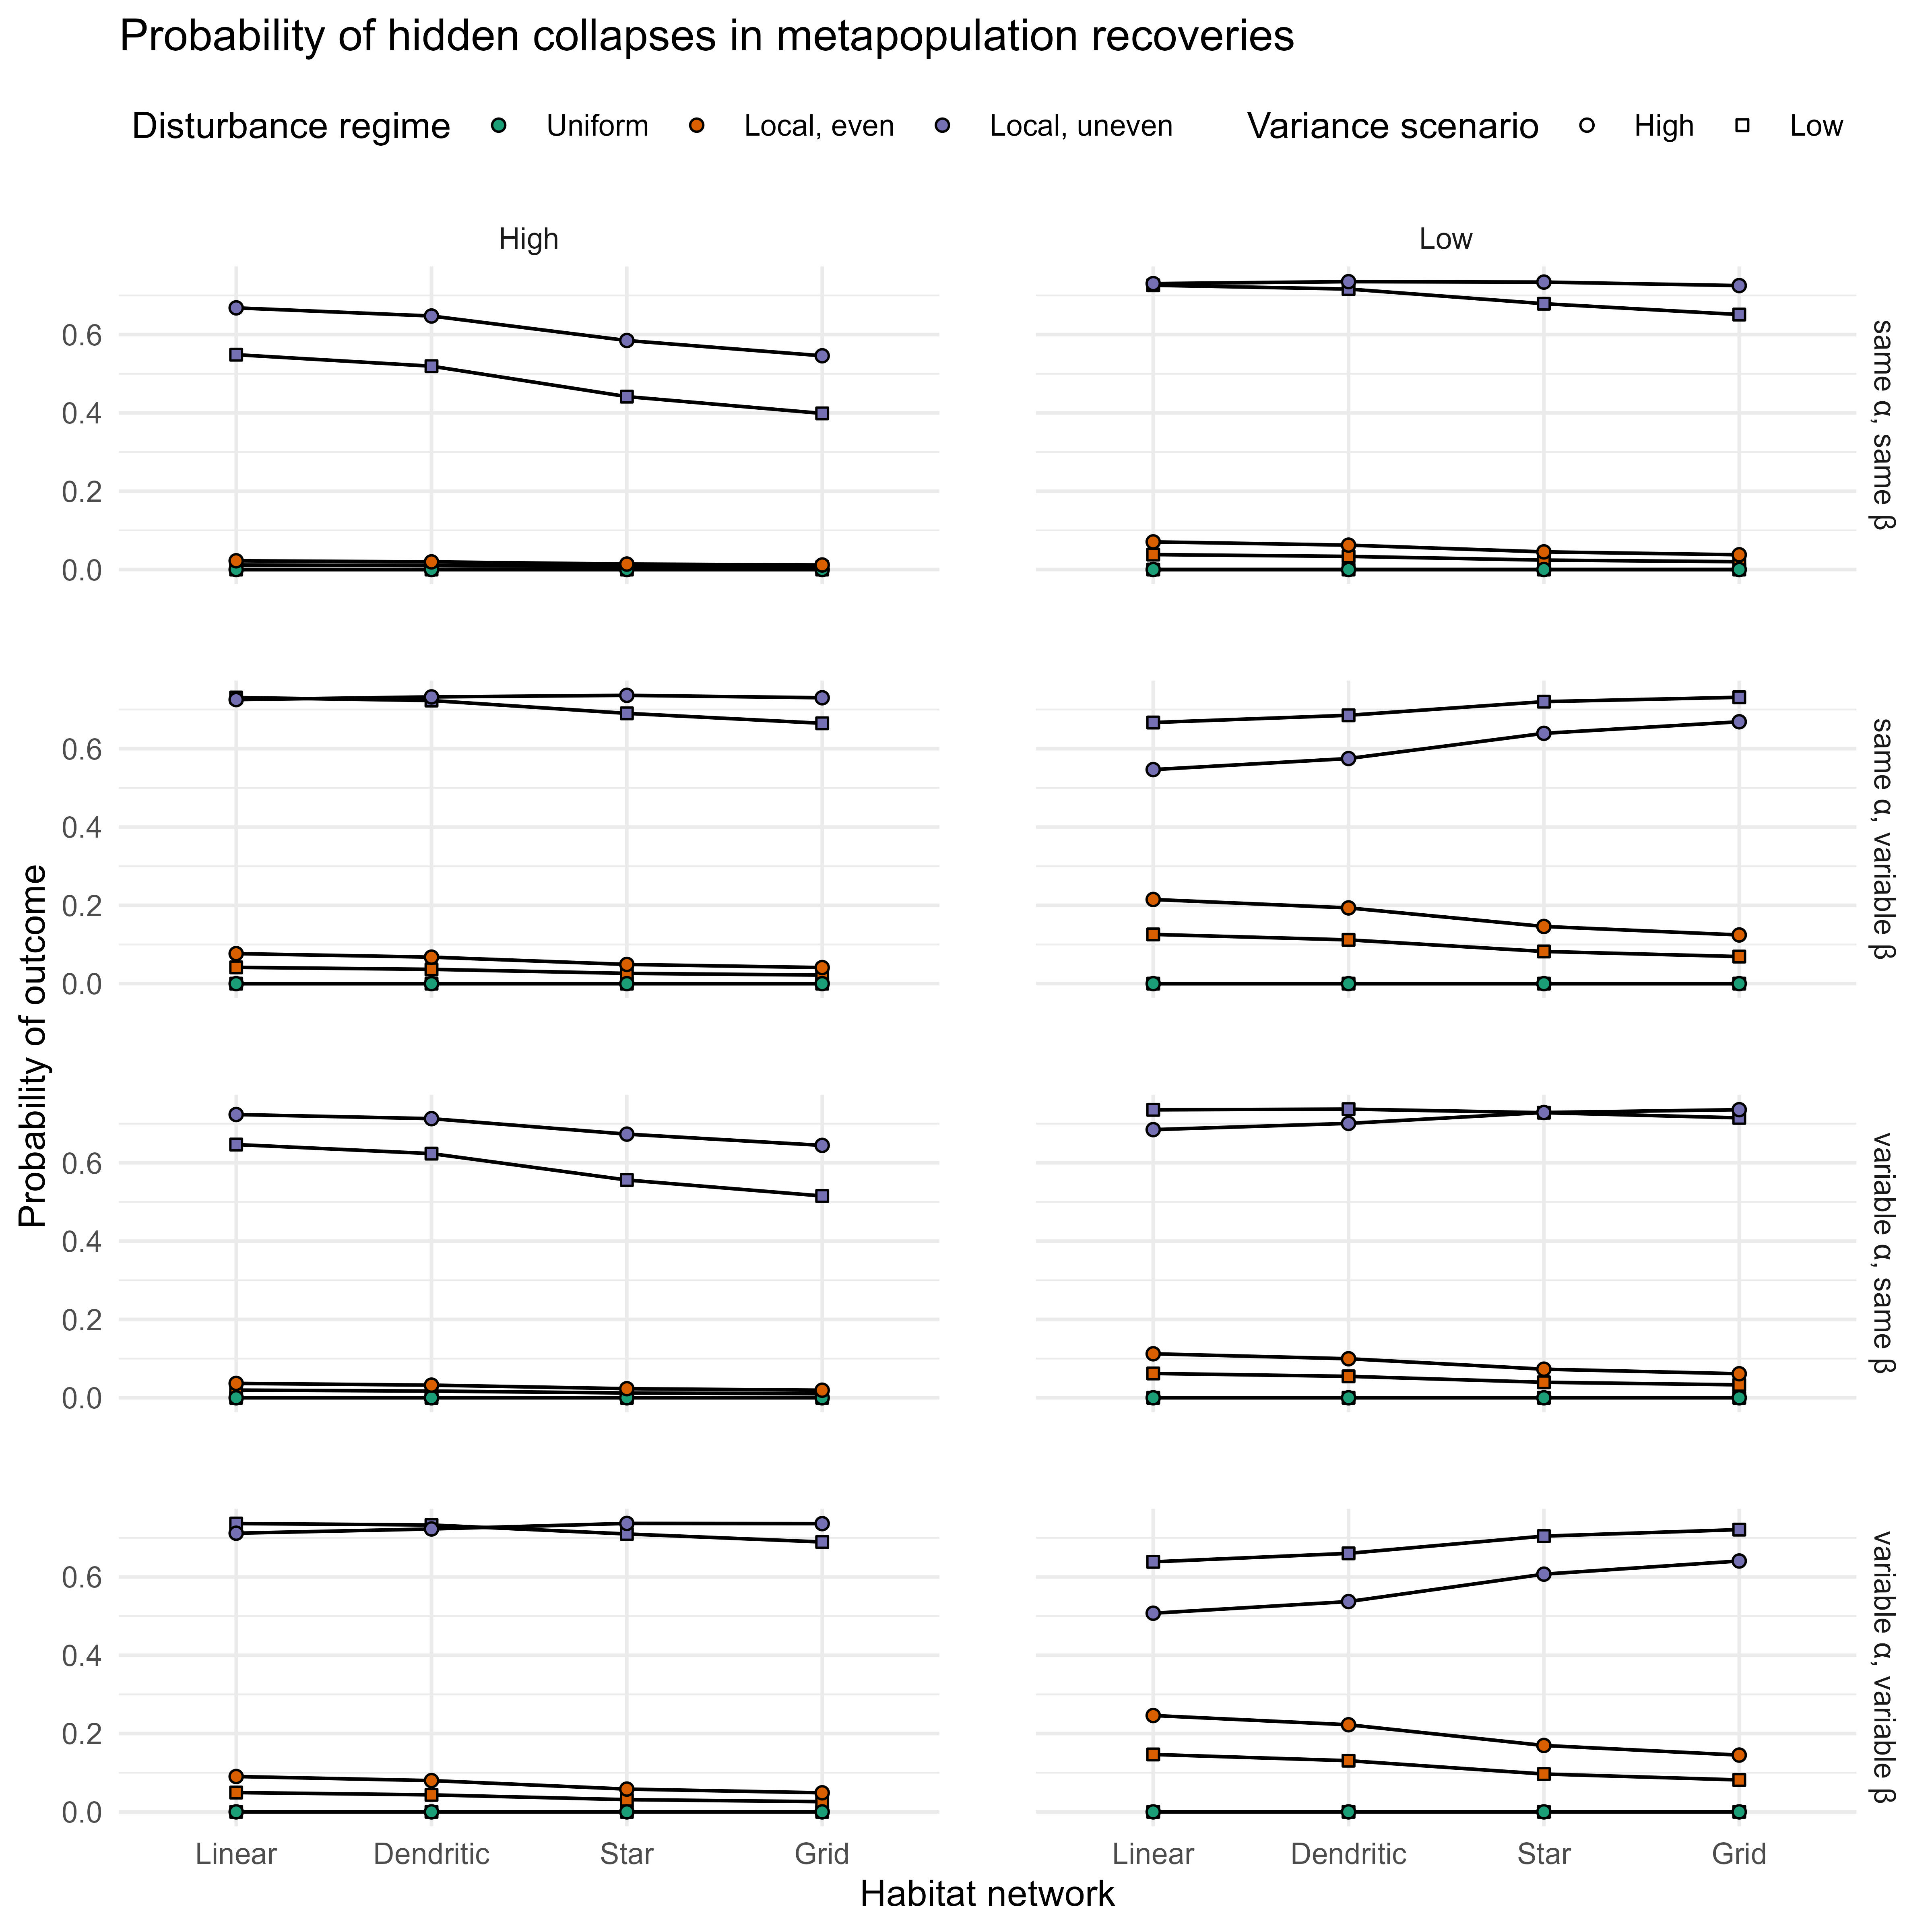 Probability of hidden collapses in metapopulation recoveries
Disturbance regime Uniform Local, even Local, uneven Variance scenario High Low
High Low
0.6
0.4
0.2
0.0
same α, same β
0.6
0.4
0.2
0.0
same α, variable β
0.6
0.4
0.2
0.0
variable α, same β
0.6
0.4
0.2
0.0
variable α, variable β
Probability of outcome
Linear Dendritic Star Grid Linear Dendritic Star Grid
Habitat network